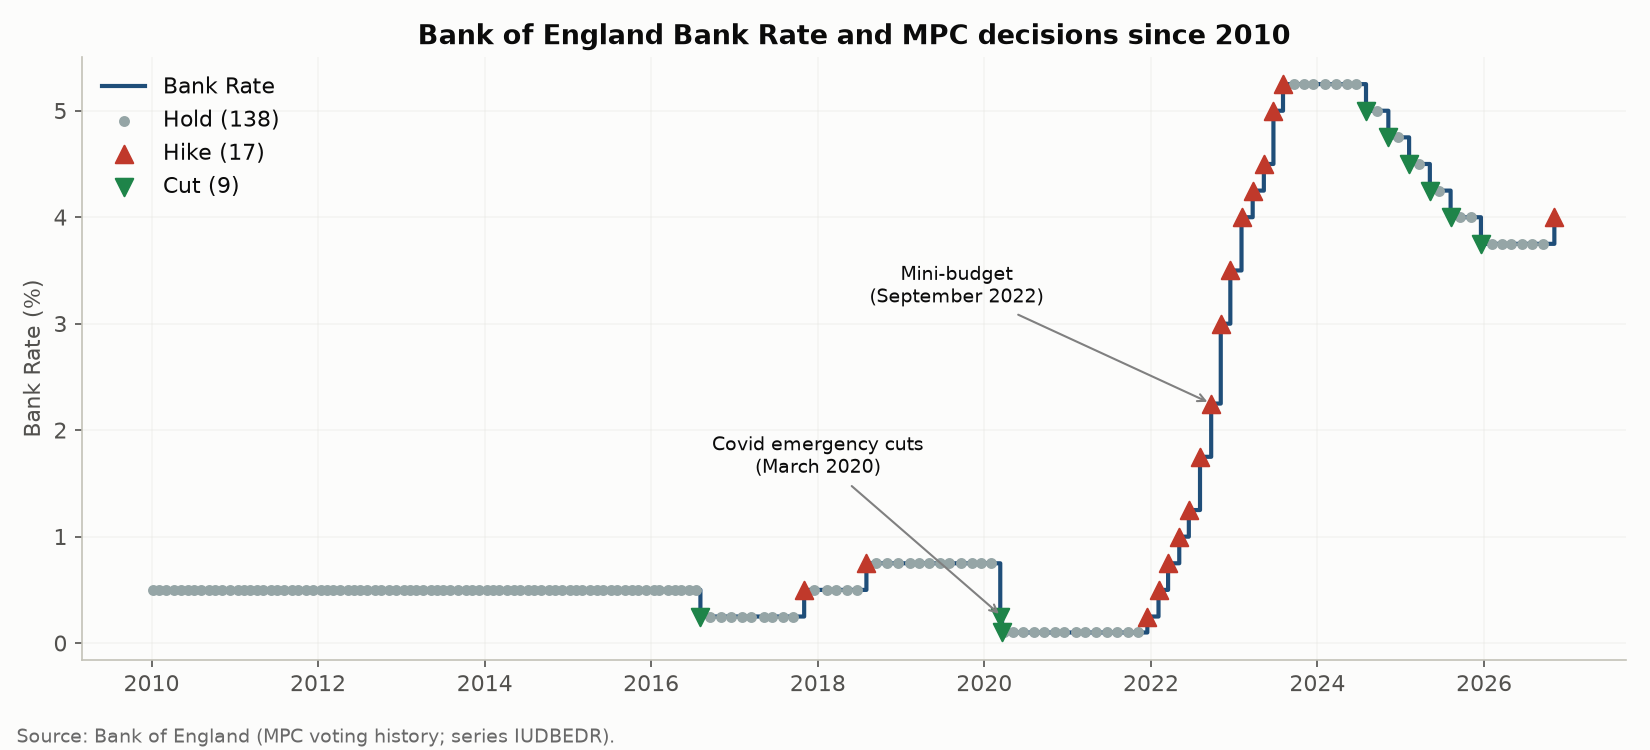 Bank of England Bank Rate and MPC decisions since 2010
Bank Rate
Hold (138)
Hike (17)
Cut (9)
Bank Rate (%)
5
4
3
2
1
0
Mini-budget
(September 2022)
Covid emergency cuts
(March 2020)
2010
2012
2014
2016
2018
2020
2022
2024
2026
Source: Bank of England (MPC voting history; series IUDBEDR).